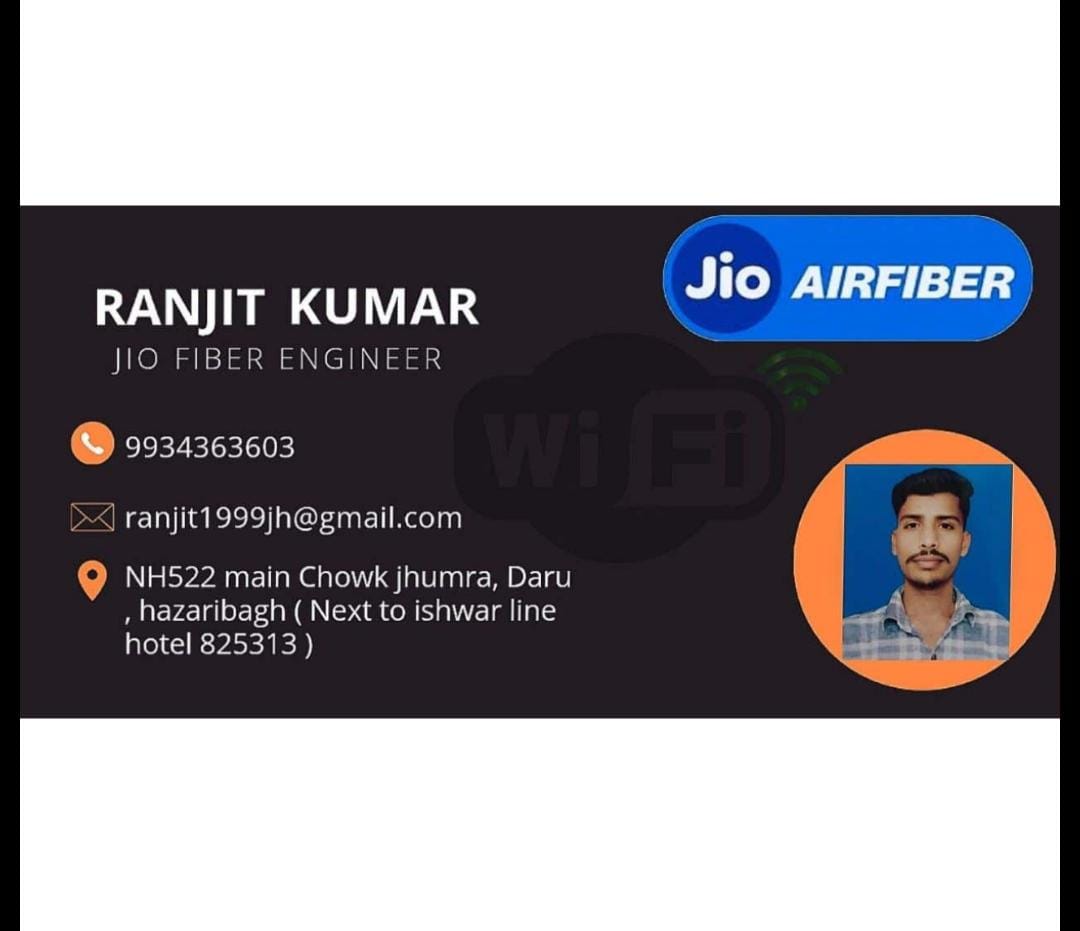 Jio AIRFIBER
RANJIT KUMAR
JIO FIBER ENGINEER
Wi Fi
9934363603
ranjit1999jh@gmail.com
NH522 main Chowk jhumra, Daru
, hazaribagh ( Next to ishwar line
hotel 825313 )